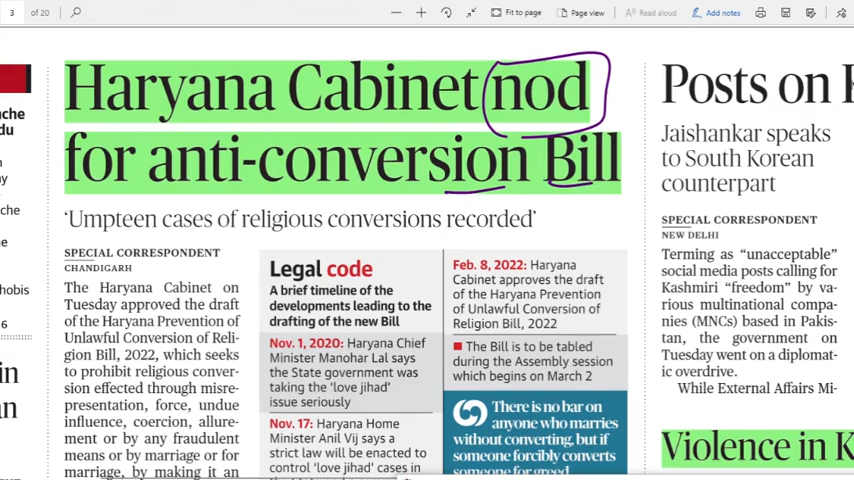 3 of 20
Fit to page
Page view
Read aloud
Add notes
che
du
n
ny
che
e
hobis
6
in
an
Haryana Cabinet nod
for anti-conversion Bill
‘Umpteen cases of religious conversions recorded’
SPECIAL CORRESPONDENT
CHANDIGARH
The Haryana Cabinet on
Tuesday approved the draft
of the Haryana Prevention of
Unlawful Conversion of Reli-
gion Bill, 2022, which seeks
to prohibit religious conver-
sion effected through misre-
presentation, force, undue
influence, coercion, allure-
ment or by any fraudulent
means or by marriage or for
marriage, by making it an
Legal code
A brief timeline of the
developments leading to the
drafting of the new Bill
Nov. 1, 2020: Haryana Chief
Minister Manohar Lal says
the State government was
taking the ‘love jihad’
issue seriously
Nov. 17: Haryana Home
Minister Anil Vij says a
strict law will be enacted to
control ‘love jihad’ cases in
Feb. 8, 2022: Haryana
Cabinet approves the draft
of the Haryana Prevention
of Unlawful Conversion of
Religion Bill, 2022
The Bill is to be tabled
during the Assembly session
which begins on March 2
There is no bar on
anyone who marries
without converting, but if
someone forcibly converts
someone for greed
Posts on K
Jaishankar speaks
to South Korean
counterpart
SPECIAL CORRESPONDENT
NEW DELHI
Terming as “unacceptable”
social media posts calling for
Kashmiri “freedom” by va-
rious multinational compa-
nies (MNCs) based in Pakis-
tan, the government on
Tuesday went on a diplomat-
ic overdrive.
While External Affairs Mi-
Violence in K